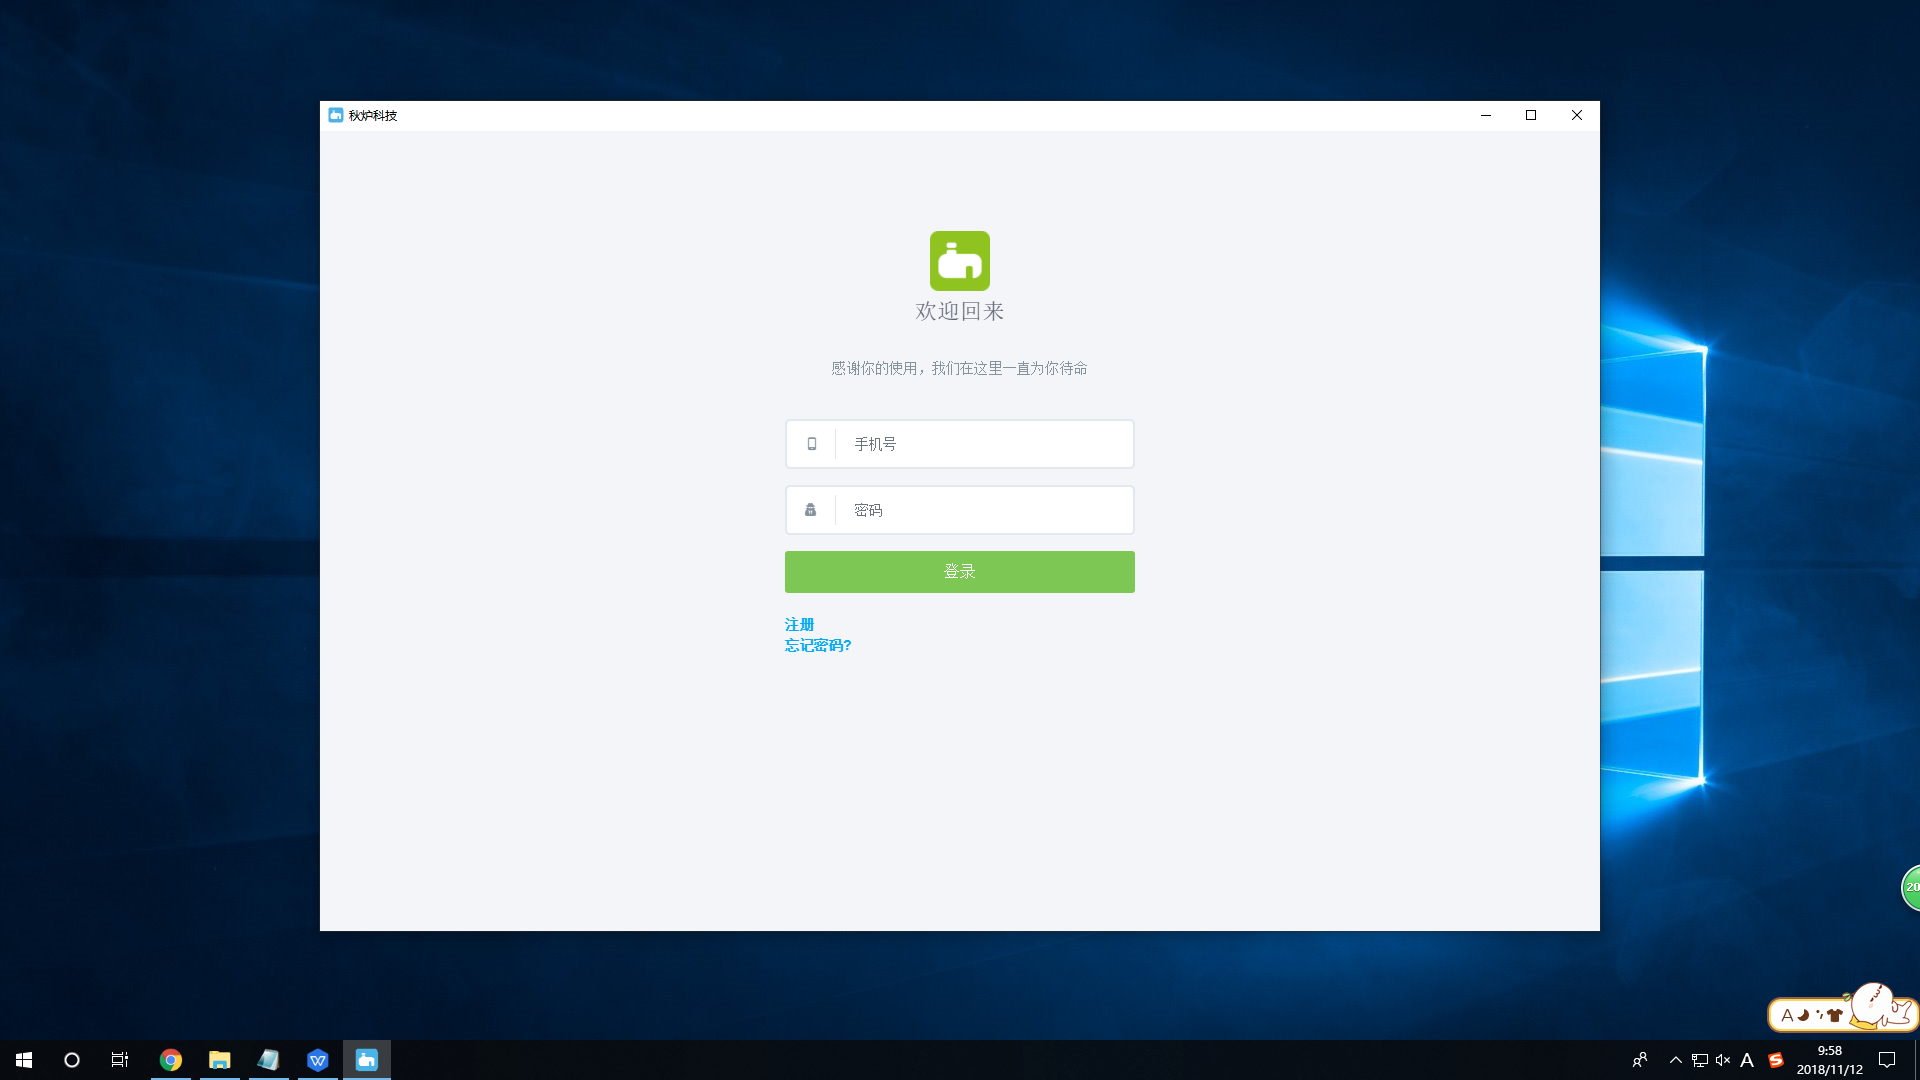 秋炉科技
欢迎回来
感谢你的使用，我们在这里一直为你待命
手机号
密码
登录
注册
忘记密码?
20
A
A
9:58
2018/11/12